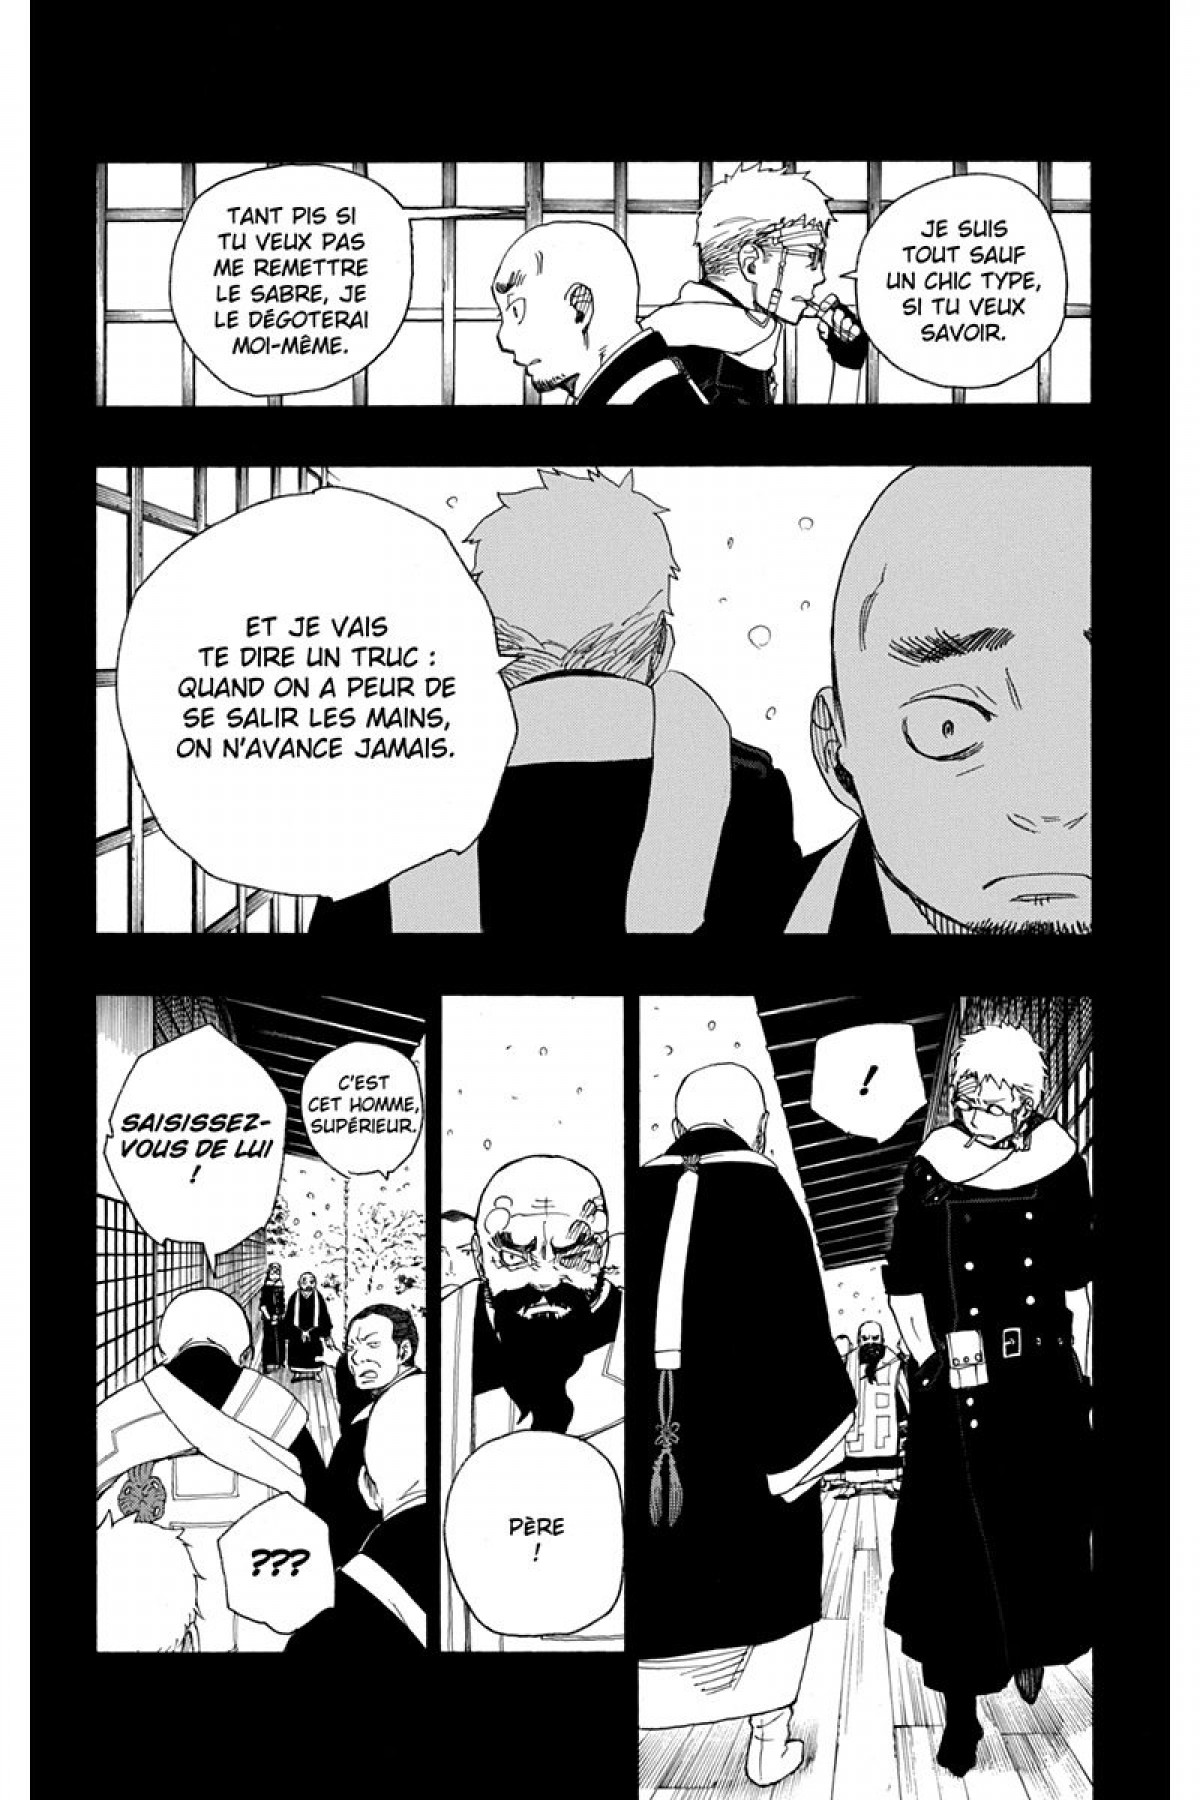 JE SUIS
TOUT SAUF
UN CHIC TYPE,
SI TU VEUX
SAVOIR.
TANT PIS SI
TU VEUX PAS
ME REMETTRE
LE SABRE, JE
LE DÉGOTERAI
MOI-MÊME.
ET JE VAIS
TE DIRE UN TRUC :
QUAND ON A PEUR DE
SE SALIR LES MAINS,
ON N'AVANCE JAMAIS.
!
PÈRE
!
C'EST
CET HOMME,
SUPÉRIEUR.
SAISISSEZ-
VOUS DE LUI
!
???